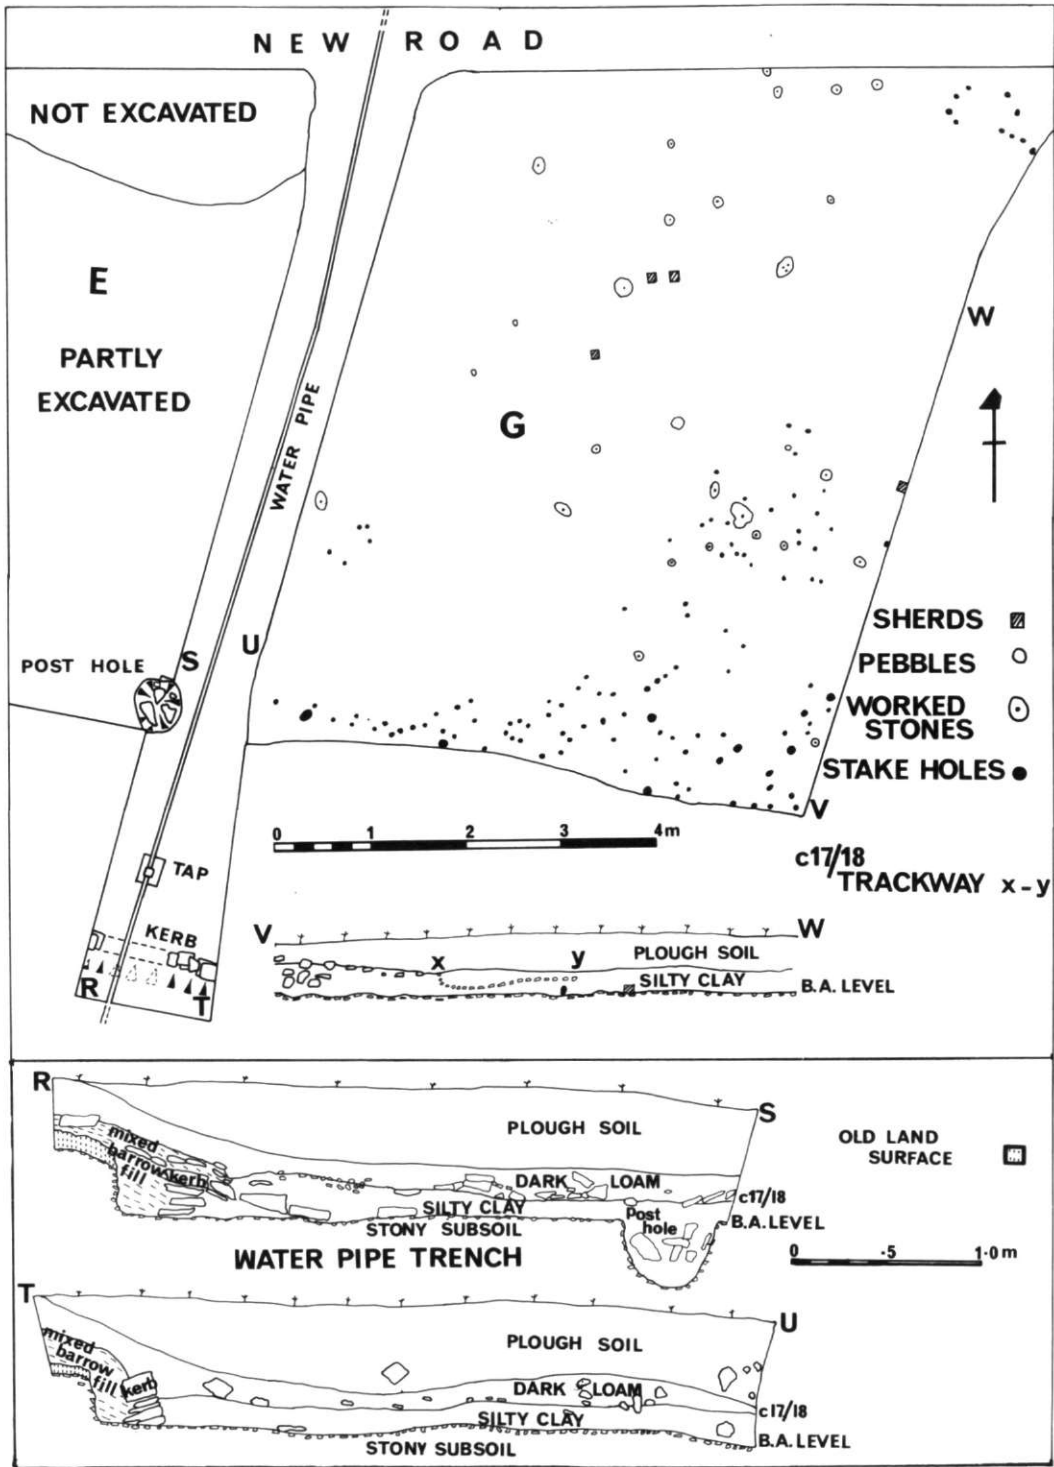 NEW ROAD
NOT EXCAVATED
E
PARTLY
EXCAVATED
WATER PIPE
G
W
POST HOLE
S
U
SHERDS
PEBBLES
WORKED
STONES
STAKE HOLES
V
0 1 2 3 4m
TAP
KERB
R
T
c17/18
TRACKWAY x-y
V
W
x
y
PLOUGH SOIL
SILTY CLAY
B.A. LEVEL
R
S
PLOUGH SOIL
mixed
barrow
fill
kerb
DARK LOAM
SILTY CLAY
STONY SUBSOIL
Post
hole
c17/18
B.A. LEVEL
OLD LAND
SURFACE
WATER PIPE TRENCH
0 ·5 1·0 m
T
U
PLOUGH SOIL
mixed
barrow
fill
kerb
DARK LOAM
SILTY CLAY
STONY SUBSOIL
c17/18
B.A. LEVEL